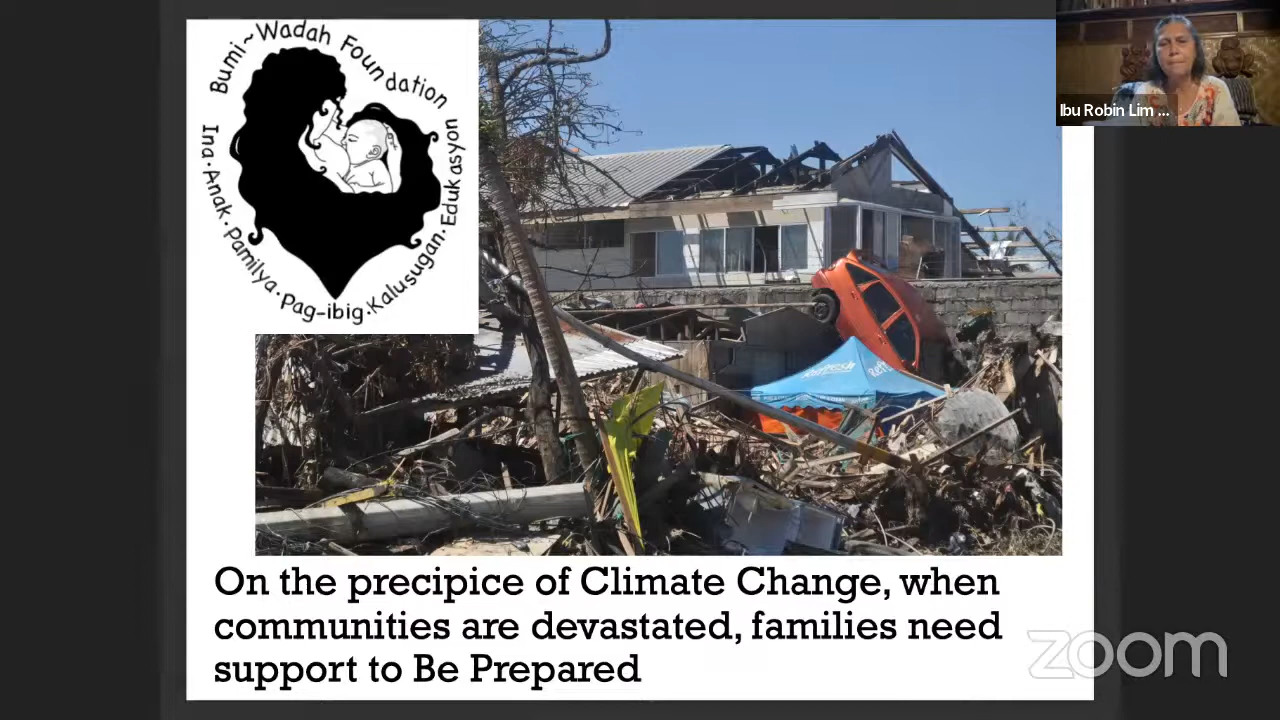 Bumi~Wadah Foundation
Ina·Anak·Pamilya·Pag-ibig·Kalusugan·Edukasyon
Ibu Robin Lim ...
On the precipice of Climate Change, when
communities are devastated, families need
support to Be Prepared
zoom